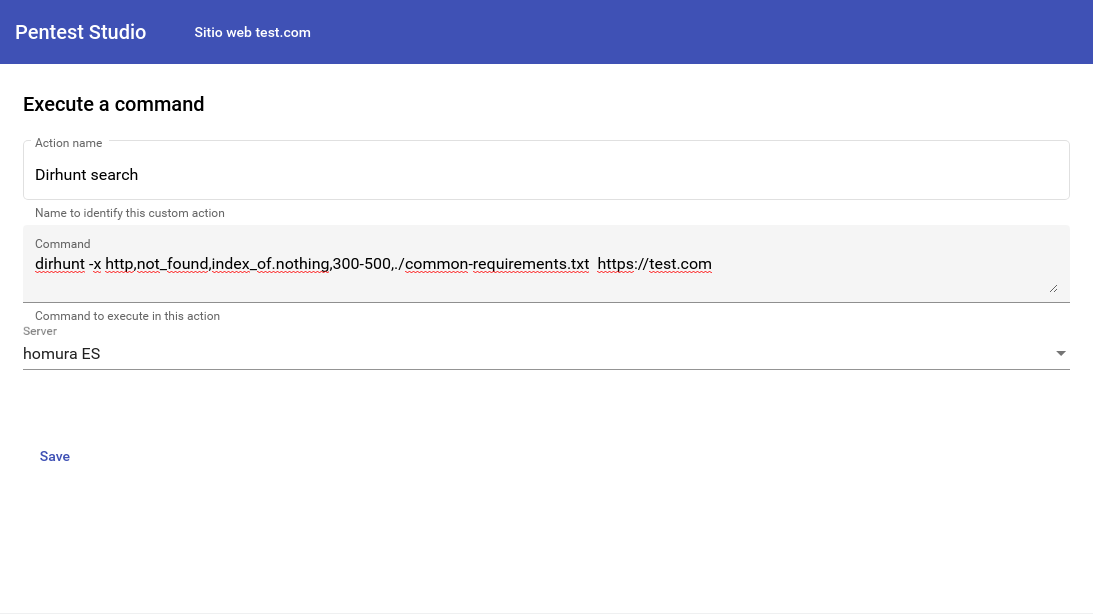 Pentest Studio Sitio web test.com
Execute a command
Action name
Dirhunt search
Name to identify this custom action
Command
dirhunt -x http,not_found,index_of.nothing,300-500,./common-requirements.txt  https://test.com
Command to execute in this action
Server
homura ES
Save